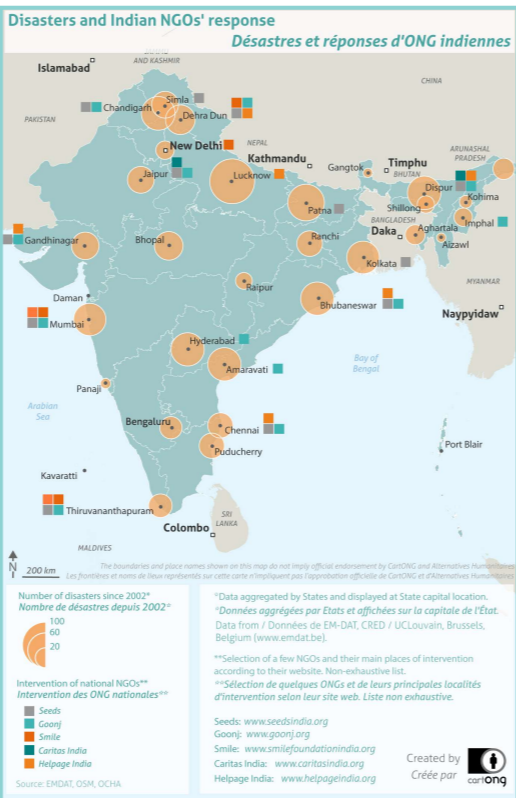 Disasters and Indian NGOs' response
Désastres et réponses d'ONG indiennes
AND KASHMIR
Islamabad
CHINA
Simla
Chandigarh
Dehra Dun
PAKISTAN
New Delhi
NEPAL
Kathmandu
ARUNASHAL
PRADESH
Gangtok
Timphu
BHUTAN
Jaipur
Lucknow
Dispur
Kohima
Shillong
Patna
BANGLADESH
Imphal
Daka
Aghartala
Aizawl
Gandhinagar
Bhopal
Ranchi
Kolkata
MYANMAR
Raipur
Daman
Bhubaneswar
Naypyidaw
Mumbai
Hyderabad
Amaravati
Bay of
Bengal
Arabian
Sea
Panaji
Bengaluru
Chennai
Puducherry
Port Blair
Kavaratti
Thiruvananthapuram
SRI
LANKA
Colombo
MALDIVES
N
200 km
The boundaries and place names shown on this map do not imply official endorsement by CartONG and Alternatives Humanitaires
Les frontières et noms de lieux représentés sur cette carte n'impliquent pas l'approbation officielle de CartONG et d'Alternatives Humanitaires
Number of disasters since 2002*
Nombre de désastres depuis 2002*
100
60
20
Intervention of national NGOs**
Intervention des ONG nationales**
Seeds
Goonj
Smile
Caritas India
Helpage India
Source: EMDAT, OSM, OCHA
*Data aggregated by States and displayed at State capital location.
*Données aggrégées par Etats et affichées sur la capitale de l'État.
Data from / Données de EM-DAT, CRED / UCLouvain, Brussels,
Belgium (www.emdat.be).
**Selection of a few NGOs and their main places of intervention
according to their website. Non-exhaustive list.
**Sélection de quelques ONGs et de leurs principales localités
d'intervention selon leur site web. Liste non exhaustive.
Seeds: www.seedsindia.org
Goonj: www.goonj.org
Smile: www.smilefoundationindia.org
Caritas India: www.caritasindia.org
Helpage India: www.helpageindia.org
Created by
Créée par
cartong